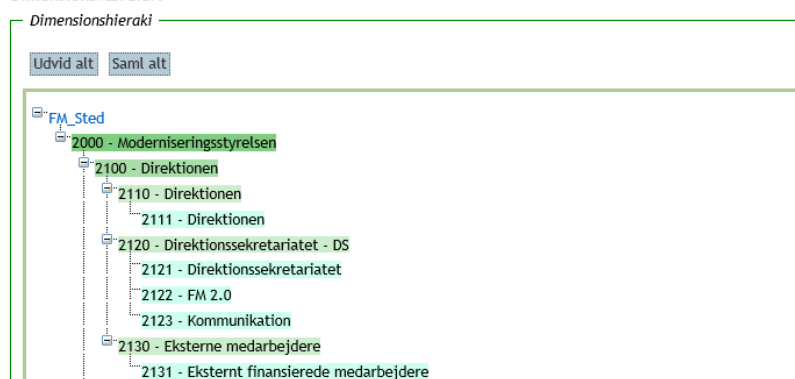 Dimensionshieraki
Udvid alt Saml alt
FM_Sted
2000 - Moderniseringsstyrelsen
2100 - Direktionen
2110 - Direktionen
2111 - Direktionen
2120 - Direktionssekretariatet - DS
2121 - Direktionssekretariatet
2122 - FM 2.0
2123 - Kommunikation
2130 - Eksterne medarbejdere
2131 - Eksternt finansierede medarbejdere